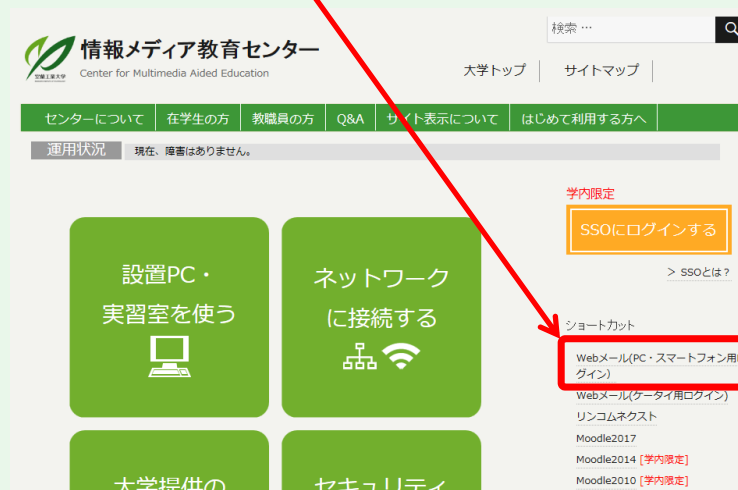 検索 …
情報メディア教育センター
Center for Multimedia Aided Education
室蘭工業大学
大学トップ
サイトマップ
センターについて 在学生の方 教職員の方 Q&A サイト表示について はじめて利用する方へ
運用状況 現在、障害はありません。
学内限定
SSOにログインする
> SSOとは?
設置PC・
実習室を使う
ネットワーク
に接続する
ショートカット
Webメール(PC・スマートフォン用
グイン)
Webメール(ケータイ用ログイン)
リンコムネクスト
Moodle2017
Moodle2014 [学内限定]
Moodle2010 [学内限定]
大学提供の
セキュリティ